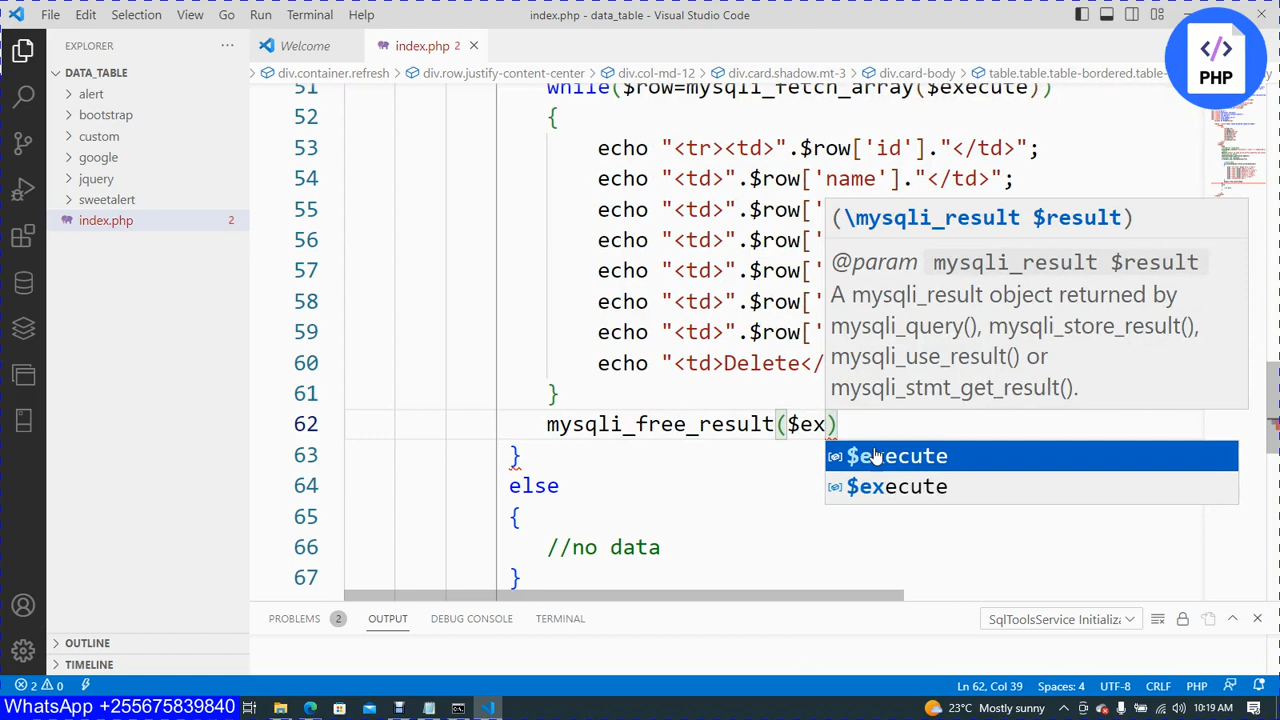 File Edit Selection View Go Run Terminal Help index.php - data_table - Visual Studio Code
</> PHP
EXPLORER
DATA_TABLE
alert
bootstrap
custom
google
jquery
sweetalert
index.php 2
OUTLINE
TIMELINE
Welcome index.php 2
div.container.refresh > div.row.justify-content-center > div.col-md-12 > div.card.shadow.mt-3 > div.card-body > table.table.table-bordered.table-
51 while($row=mysqli_fetch_array($execute))
52 {
53 echo "<tr><td>".$row['id']."</td>";
54 echo "<td>".$row['name']."</td>";
55 echo "<td>".$row['
56 echo "<td>".$row['
57 echo "<td>".$row['
58 echo "<td>".$row['
59 echo "<td>".$row['
60 echo "<td>Delete</
61 }
62 mysqli_free_result($ex)
63 }
64 else
65 {
66 //no data
67 }
(\mysqli_result $result)
@param mysqli_result $result
A mysqli_result object returned by
mysqli_query(), mysqli_store_result(),
mysqli_use_result() or
mysqli_stmt_get_result().
$execute
$execute
PROBLEMS 2 OUTPUT DEBUG CONSOLE TERMINAL SqlToolsService Initializa
2 0 Ln 62, Col 39 Spaces: 4 UTF-8 CRLF PHP
WhatsApp +255675839840 23°C Mostly sunny 10:19 AM